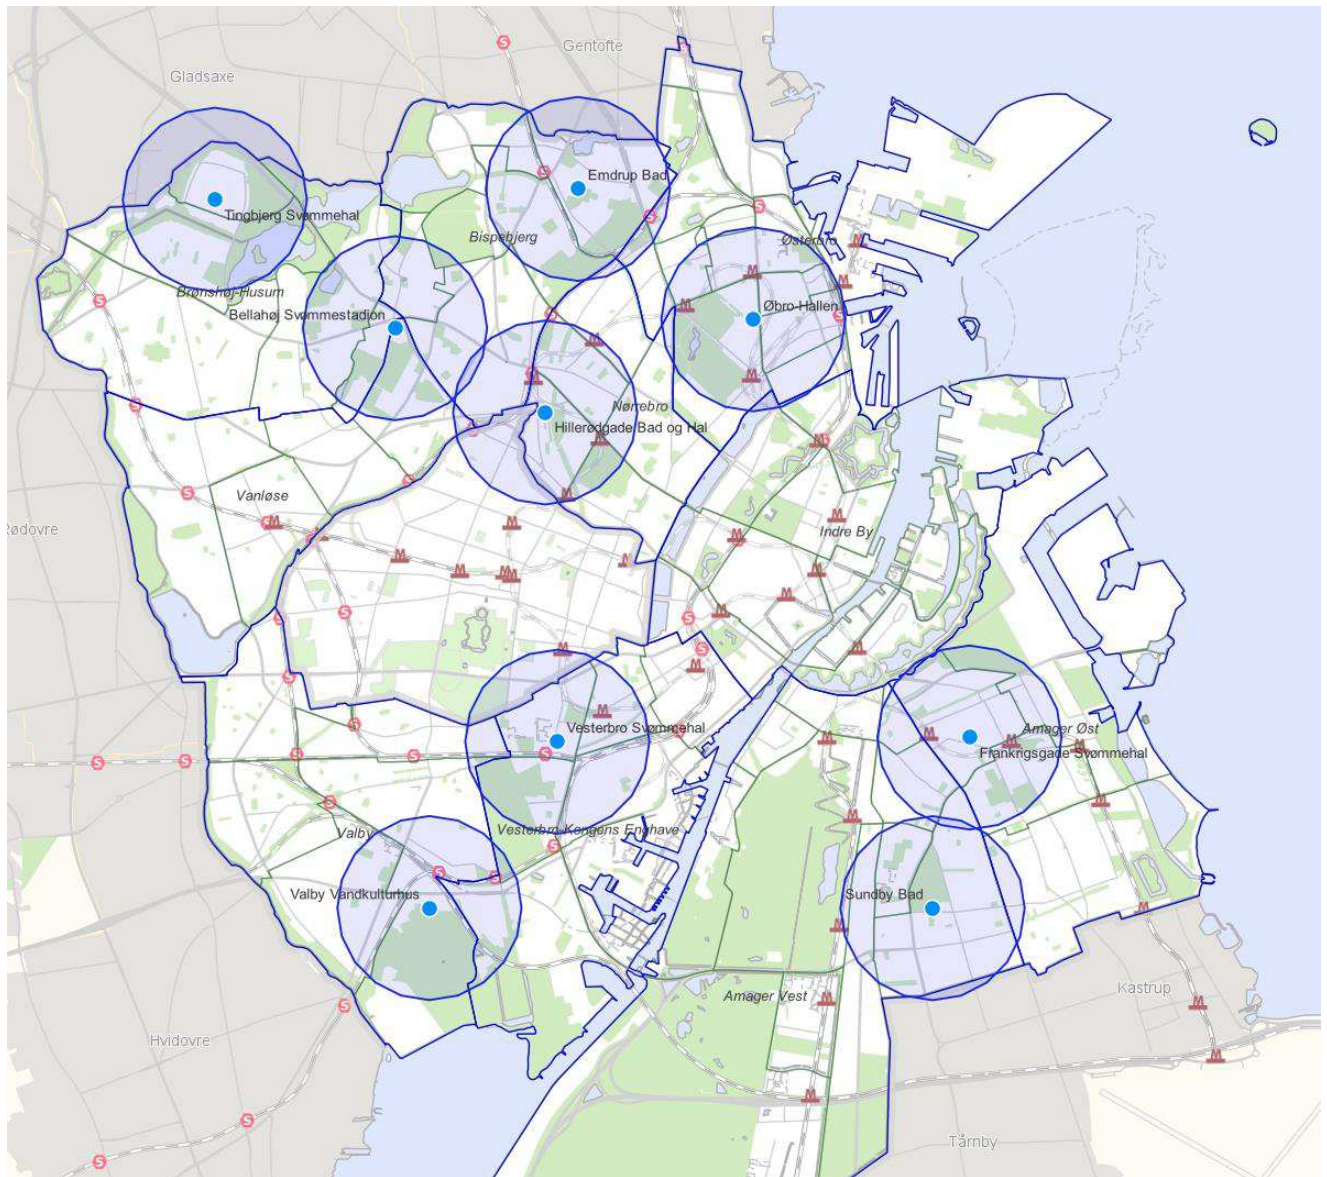 Gentofte
Gladsaxe
Emdrup Bad
Tingbjerg Svømmehal
Bispebjerg
Østerbro
Brønshøj-Husum
Bellahøj Svømmestadion
Øbro-Hallen
Nørrebro
Hillerødgade Bad og Hal
Vanløse
Rødovre
Indre By
Vesterbro Svømmehal
Amager Øst
Frankrigsgade Svømmehal
Valby
Vesterbro-Kongens Enghave
Valby Vandkulturhus
Sundby Bad
Amager Vest
Kastrup
Hvidovre
Tårnby